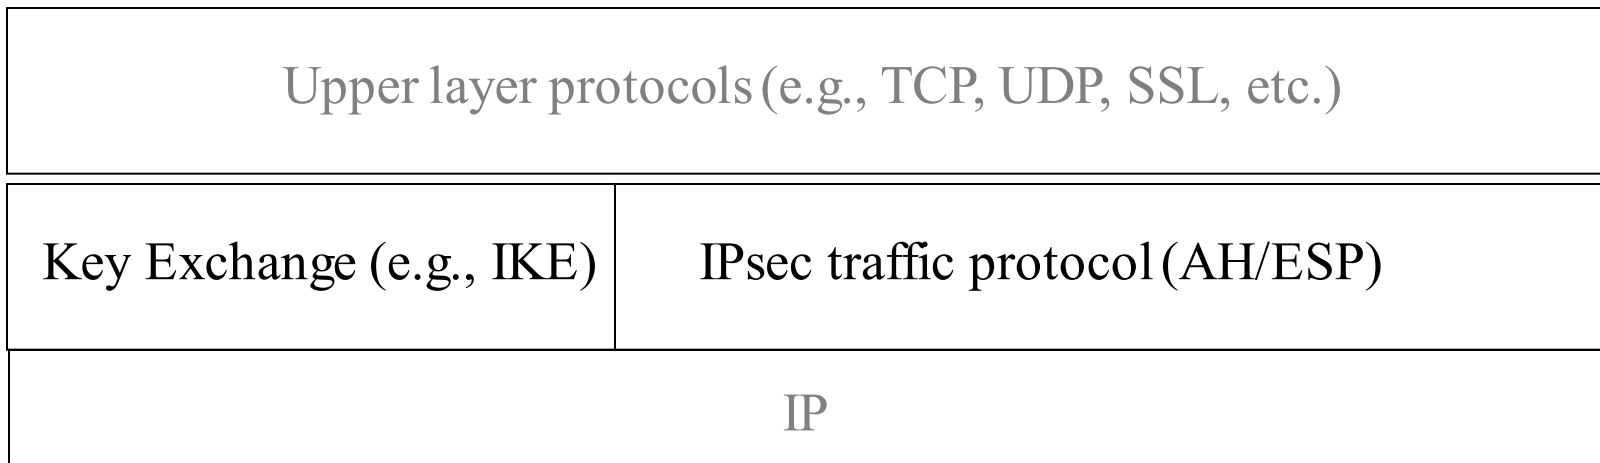 Upper layer protocols (e.g., TCP, UDP, SSL, etc.)
Key Exchange (e.g., IKE)
IPsec traffic protocol (AH/ESP)
IP